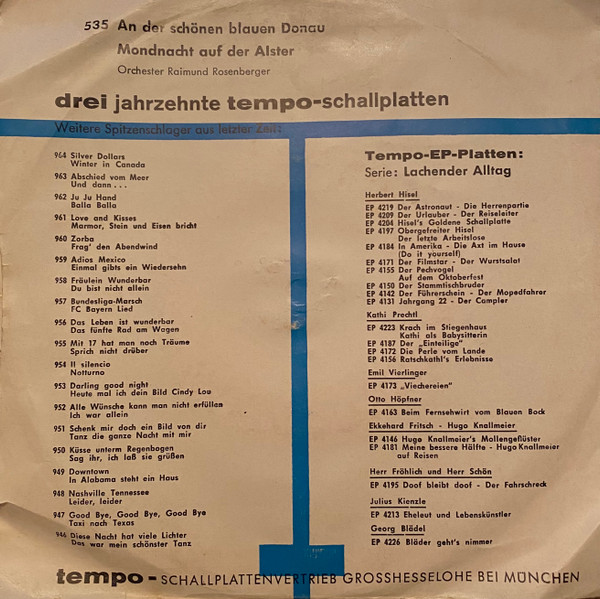 535 An der schönen blauen Donau
Mondnacht auf der Alster
Orchester Raimund Rosenberger
drei jahrzehnte tempo-schallplatten
Weitere Spitzenschlager aus letzter Zeit:
964 Silver Dollars
Winter in Canada
963 Abschied vom Meer
Und dann . . .
962 Ju Ju Hand
Balla Balla
961 Love and Kisses
Marmor, Stein und Eisen bricht
960 Zorba
Frag' den Abendwind
959 Adios Mexico
Einmal gibts ein Wiedersehn
958 Fräulein Wunderbar
Du bist nicht allein
957 Bundesliga-Marsch
FC Bayern Lied
956 Das Leben ist wunderbar
Das fünfte Rad am Wagen
955 Mit 17 hat man noch Träume
Sprich nicht drüber
954 Il silencio
Notturno
953 Darling good night
Heute mal ich dein Bild Cindy Lou
952 Alle Wünsche kann man nicht erfüllen
Ich war allein
951 Schenk mir doch ein Bild von dir
Tanz die ganze Nacht mit mir
950 Küsse unterm Regenbogen
Sag ihr, ich laß sie grüßen
949 Downtown
In Alabama steht ein Haus
948 Nashville Tennessee
Leider, leider
947 Good Bye, Good Bye, Good Bye
Taxi nach Texas
946 Diese Nacht hat viele Lichter
Das war mein schönster Tanz
Tempo-EP-Platten:
Serie: Lachender Alltag
Herbert Hisel
EP 4219 Der Astronaut - Die Herrenpartie
EP 4209 Der Urlauber - Der Reiseleiter
EP 4204 Hisel's Goldene Schallplatte
EP 4197 Obergefreiter Hisel
Der letzte Arbeitslose
EP 4184 In Amerika - Die Axt im Hause
(Do it yourself)
EP 4171 Der Filmstar - Der Wurstsalat
EP 4155 Der Pechvogel
Auf dem Oktoberfest
EP 4150 Der Stammtischbruder
EP 4142 Der Führerschein - Der Mopedfahrer
EP 4131 Jahrgang 22 - Der Campler
Kathi Prechtl
EP 4223 Krach im Stiegenhaus
Kathi als Babysitterin
EP 4187 Der „Einteilige"
EP 4172 Die Perle vom Lande
EP 4156 Ratschkathl's Erlebnisse
Emil Vierlinger
EP 4173 „Viechereien"
Otto Höpfner
EP 4163 Beim Fernsehwirt vom Blauen Bock
Ekkehard Fritsch - Hugo Knallmeier
EP 4146 Hugo Knallmeier's Mollengeflüster
EP 4181 Meine bessere Hälfte - Hugo Knallmeier
auf Reisen
Herr Fröhlich und Herr Schön
EP 4195 Doof bleibt doof - Der Fahrschreck
Julius Kienzle
EP 4213 Eheleut und Lebenskünstler
Georg Blädel
EP 4226 Bläder geht's nimmer
tempo-SCHALLPLATTENVERTRIEB GROSSHESSELOHE BEI MÜNCHEN